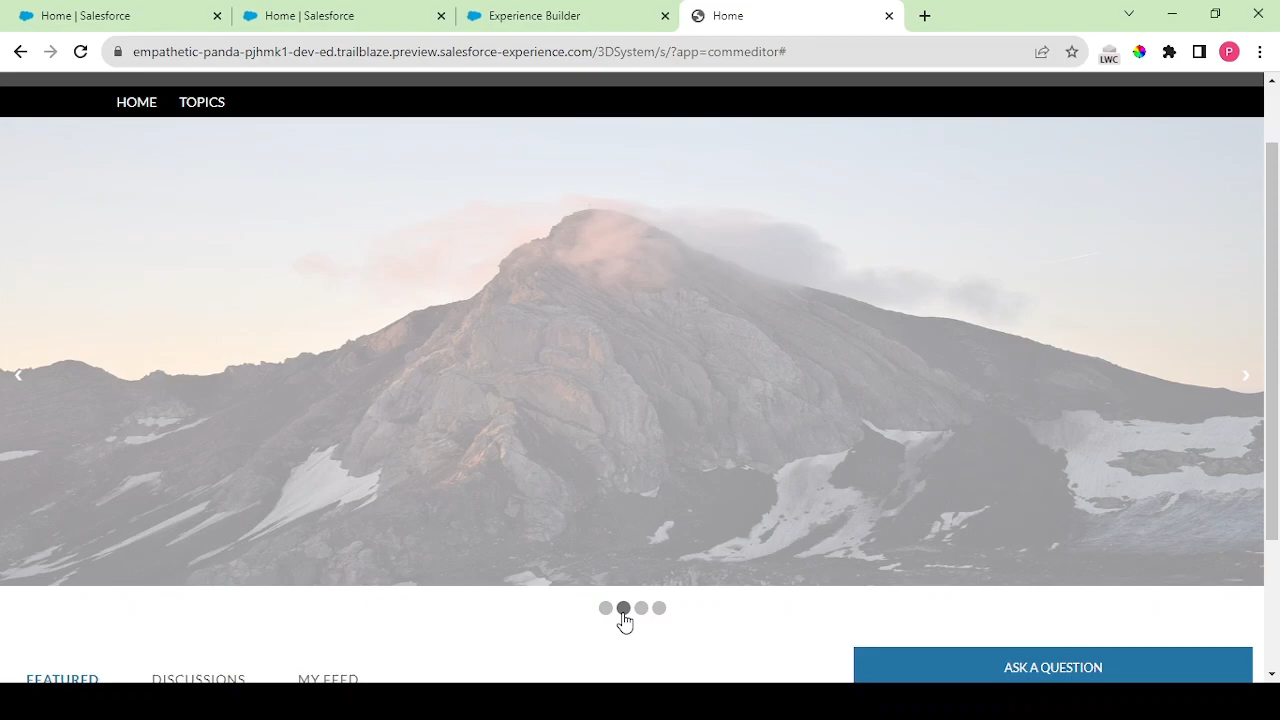 Home | Salesforce
Home | Salesforce
Experience Builder
Home
empathetic-panda-pjhmk1-dev-ed.trailblaze.preview.salesforce-experience.com/3DSystem/s/?app=commeditor#
LWC
P
HOME TOPICS
ASK A QUESTION
FEATURED DISCUSSIONS MY FEED